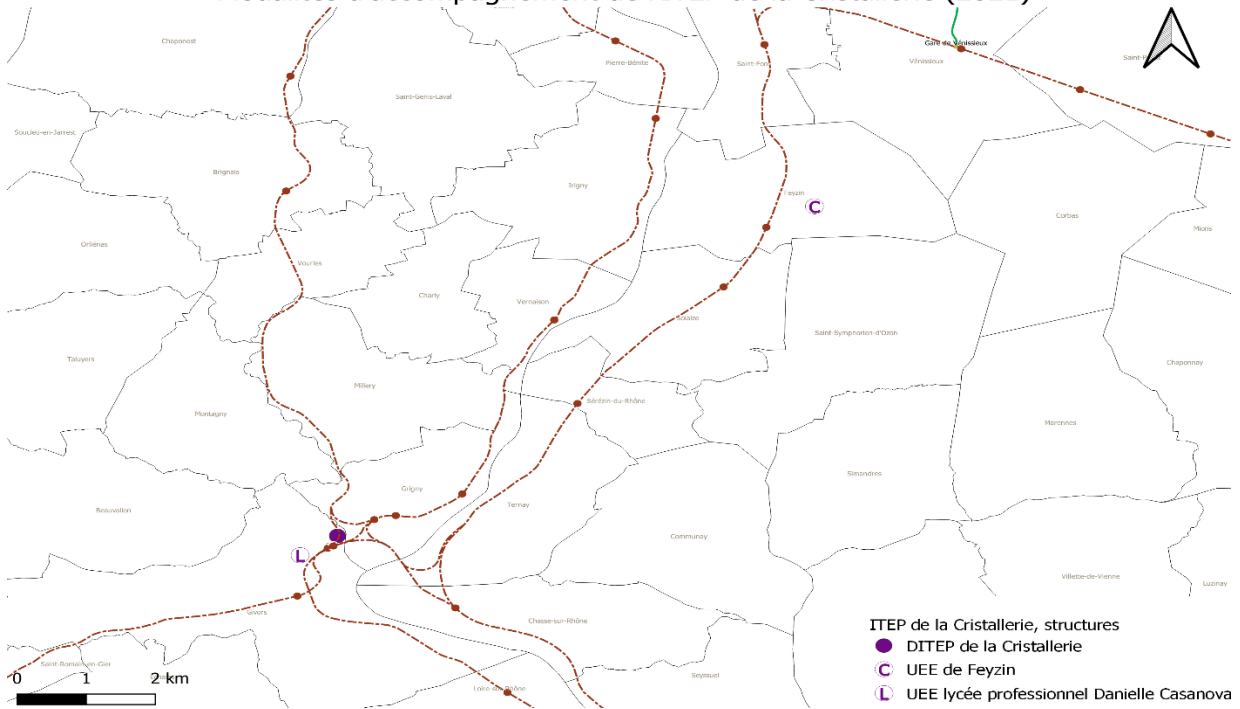 Chaponost
Pierre-Bénite
Saint-Fons
Gare de Vénissieux
Vénissieux
Saint-Genis-Laval
Soucieu-en-Jarrest
Brignais
Irigny
Feyzin
C
Corbas
Mions
Orliénas
Vourles
Charly
Vernaison
Solaize
Saint-Symphorien-d'Ozon
Taluyers
Chaponnay
Millery
Montagny
Sérézin-du-Rhône
Marennes
Simandres
Grigny
Beauvallon
Ternay
Communay
L
Villette-de-Vienne
Luzinay
Givors
Chasse-sur-Rhône
ITEP de la Cristallerie, structures
DITEP de la Cristallerie
C UEE de Feyzin
L UEE lycée professionnel Danielle Casanova
Saint-Romain-en-Gier
Seyssuel
Loire-sur-Rhône
0 1 2 km